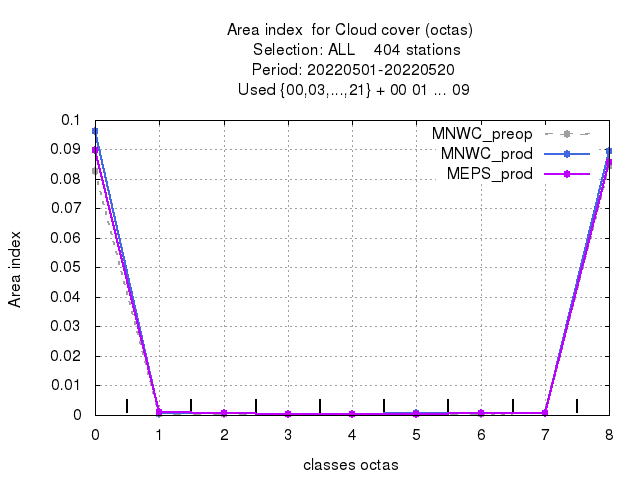 Area index  for Cloud cover (octas)
Selection: ALL    404 stations
Period: 20220501-20220520
Used {00,03,...,21} + 00 01 ... 09
MNWC_preop
MNWC_prod
MEPS_prod
0.1
0.09
0.08
0.07
0.06
0.05
0.04
0.03
0.02
0.01
0
Area index
0 1 2 3 4 5 6 7 8
classes octas